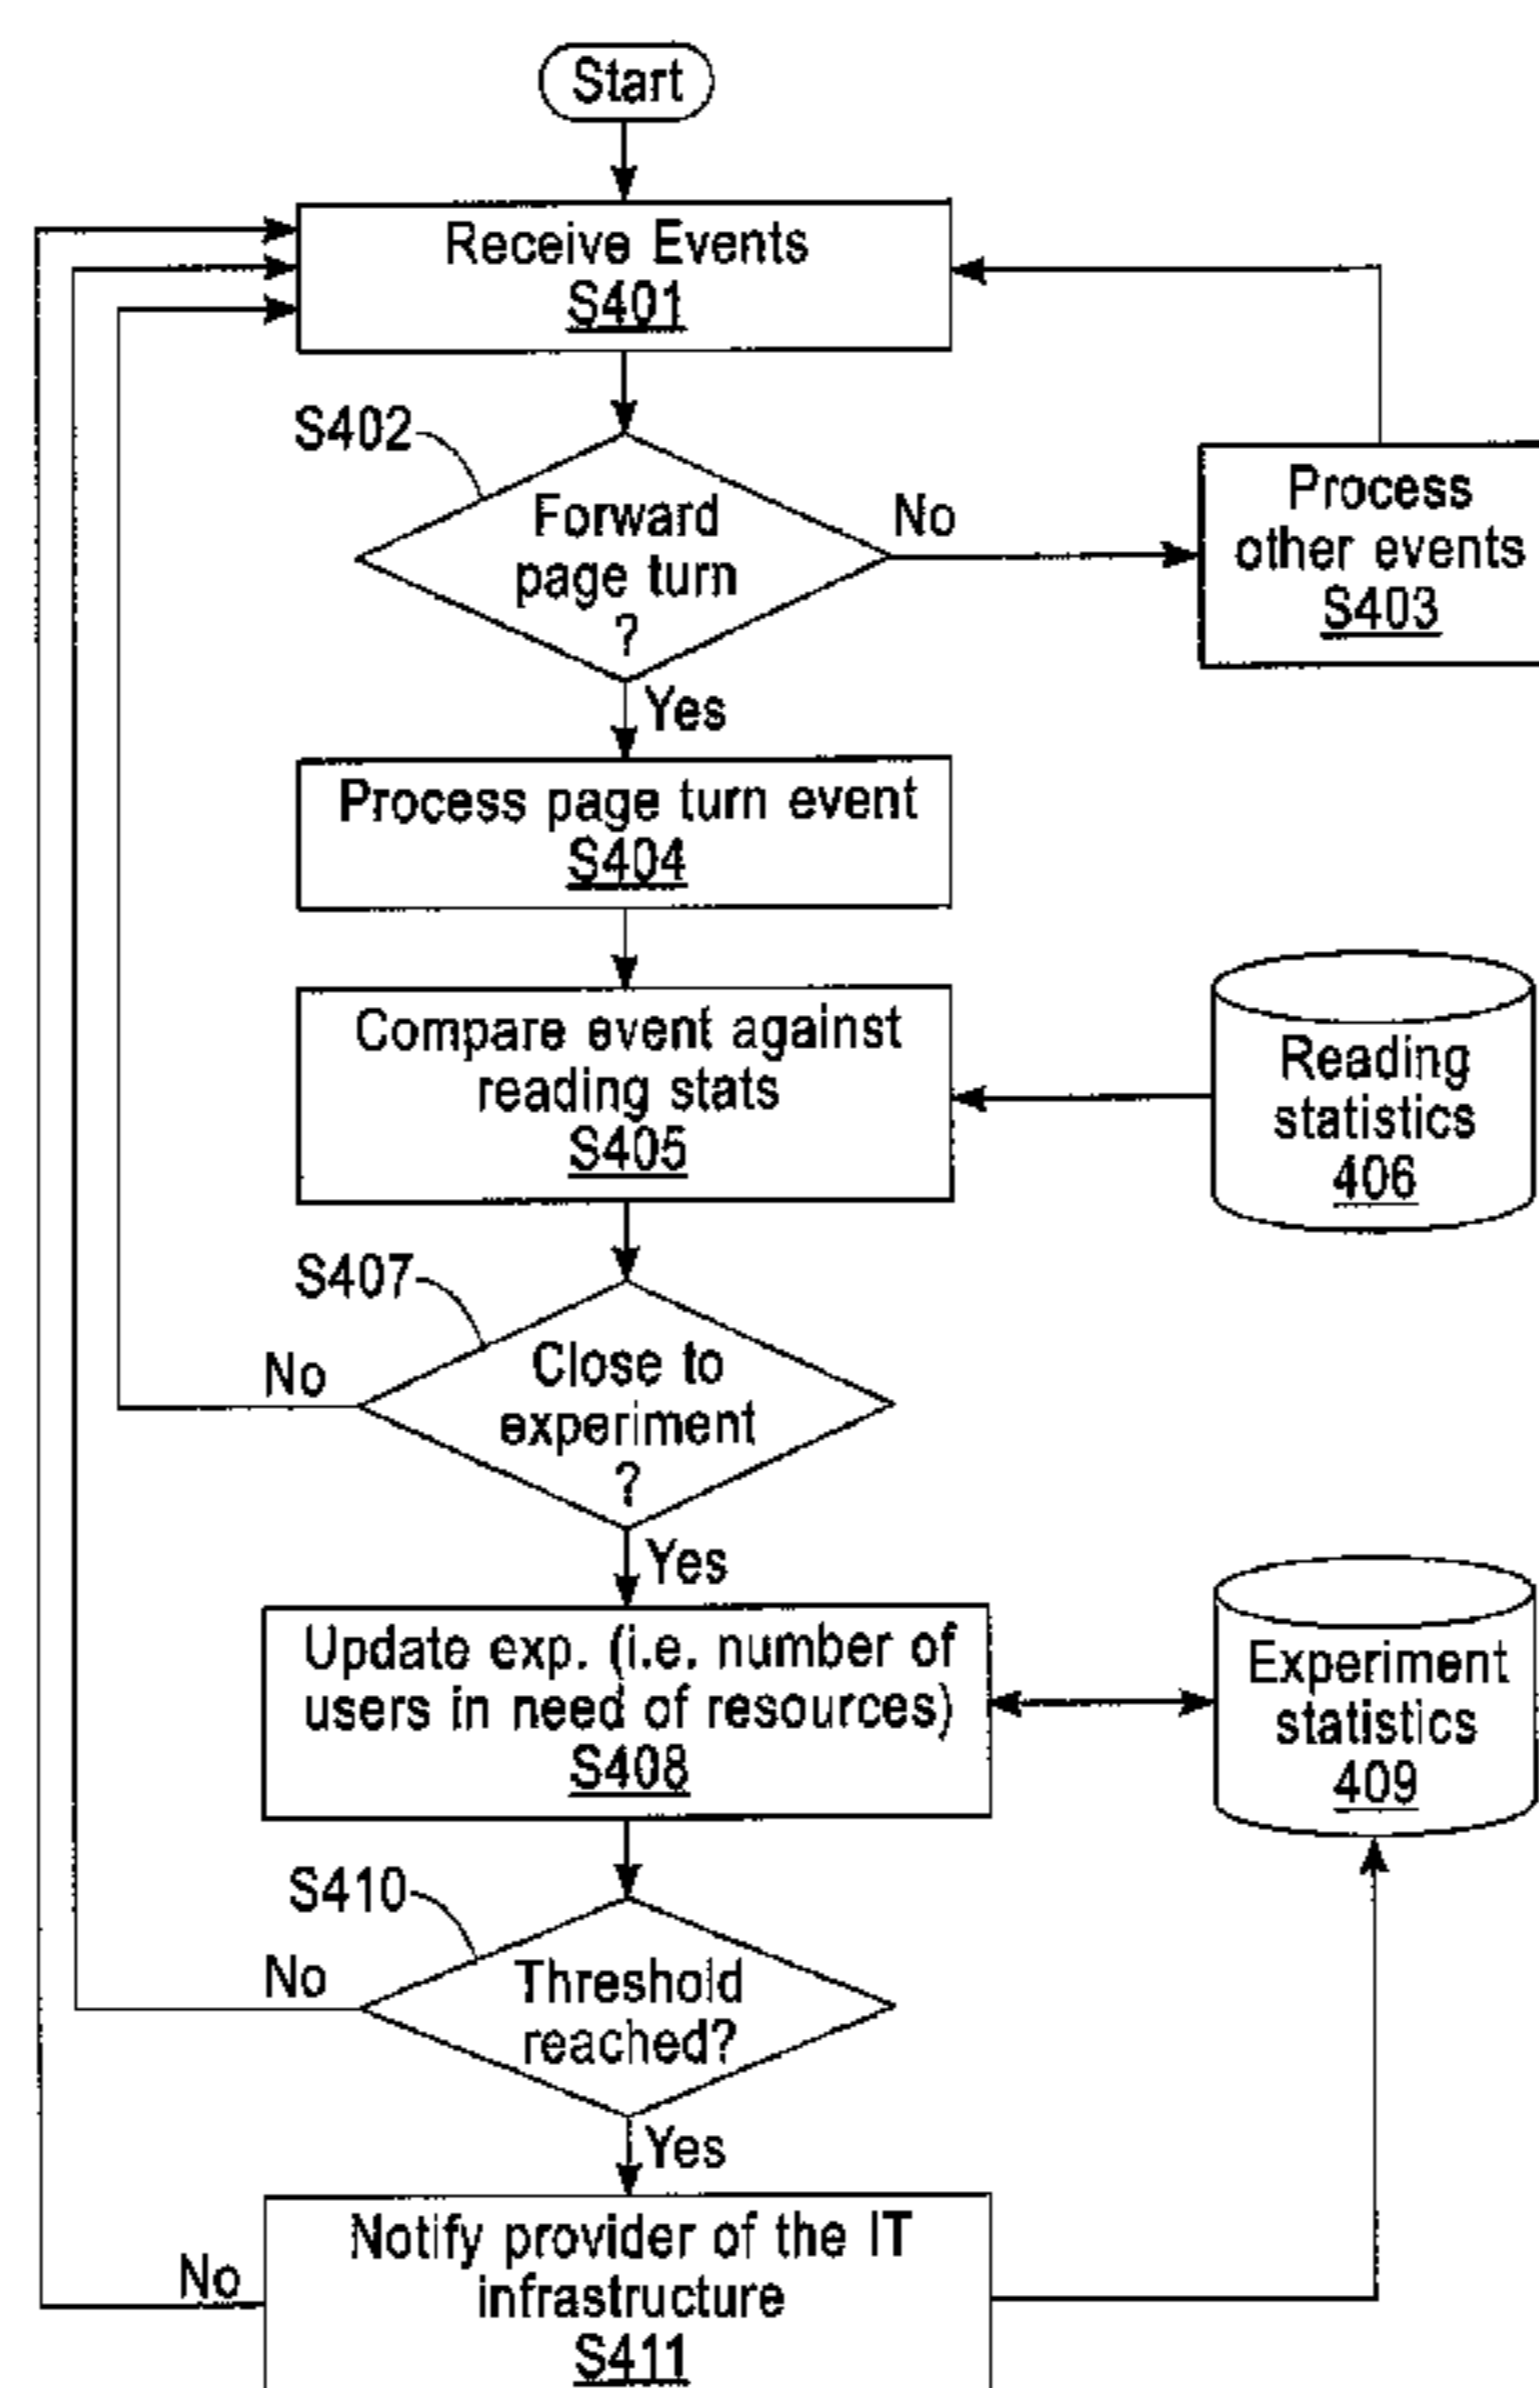 Start
Receive Events
S401
S402
Forward
page turn
?
No
Process
other events
S403
Yes
Process page turn event
S404
Compare event against
reading stats
S405
Reading
statistics
406
S407
Close to
experiment
?
No
Yes
Update exp. (i.e. number of
users in need of resources)
S408
Experiment
statistics
409
S410
Threshold
reached?
No
Yes
Notify provider of the IT
infrastructure
S411
No